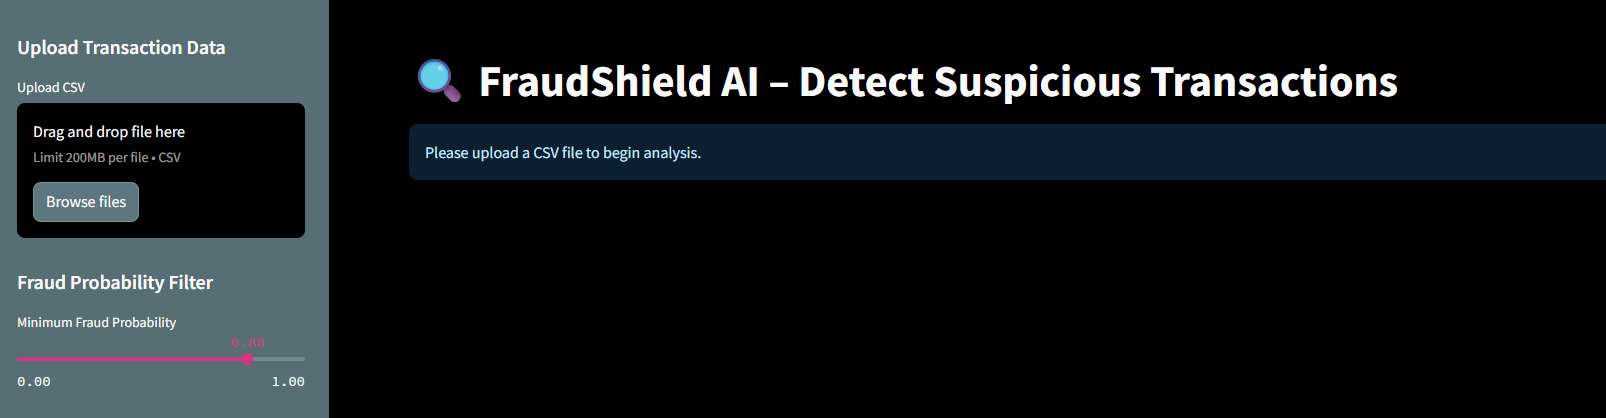 Upload Transaction Data
Upload CSV
Drag and drop file here
Limit 200MB per file • CSV
Browse files
Fraud Probability Filter
Minimum Fraud Probability
0.80
0.00 1.00
FraudShield AI – Detect Suspicious Transactions
Please upload a CSV file to begin analysis.